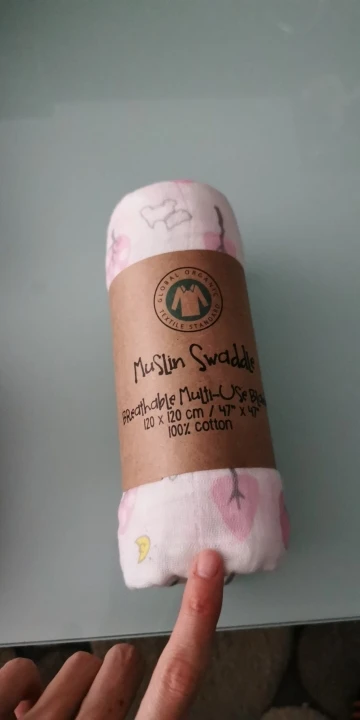 GLOBAL ORGANIC
TEXTILE STANDARD
Muslin Swaddle
BREathable Multi-USe
120 x 120 cm / 47" x 47"
100% cotton